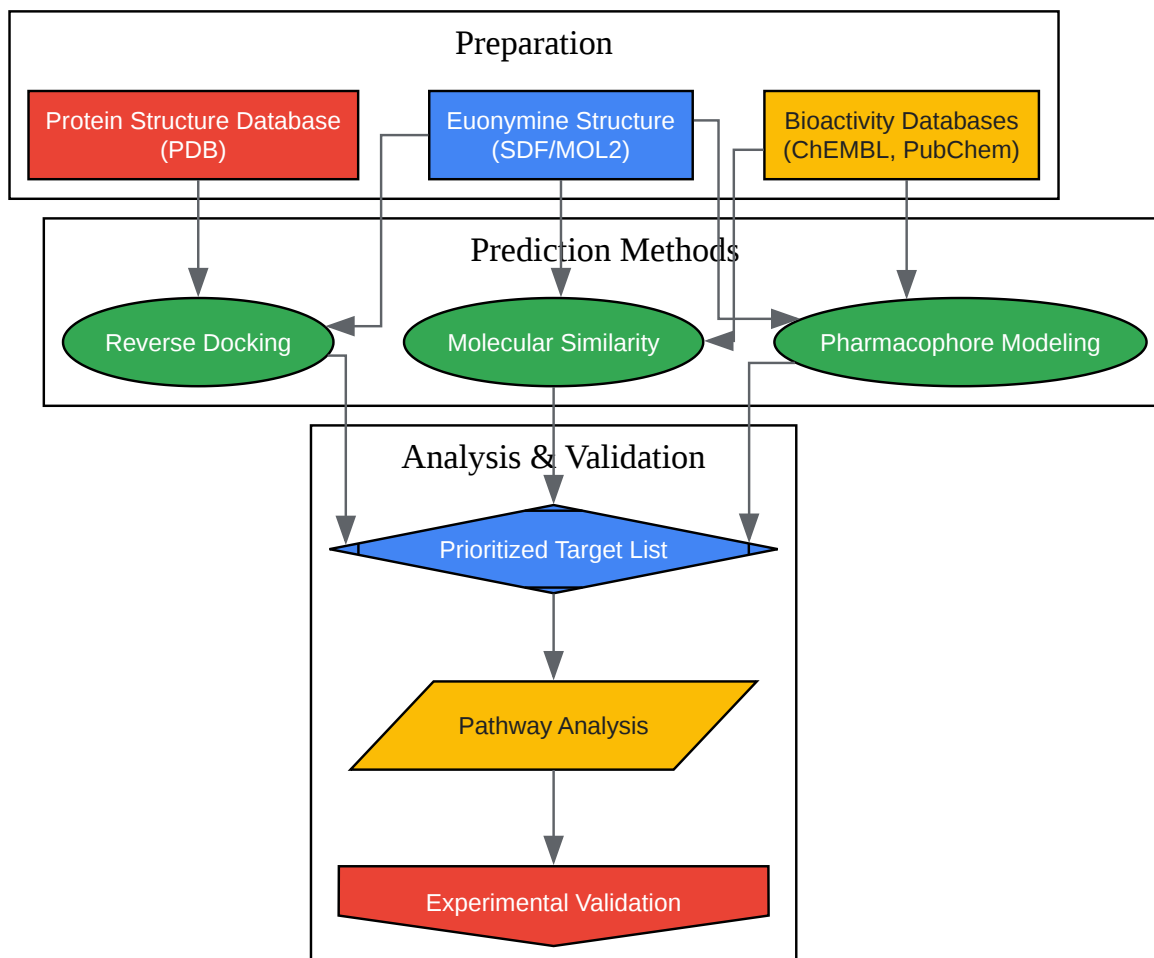 Preparation
Protein Structure Database
(PDB)
Euonymine Structure
(SDF/MOL2)
Bioactivity Databases
(ChEMBL, PubChem)
Prediction Methods
Reverse Docking
Molecular Similarity
Pharmacophore Modeling
Analysis & Validation
Prioritized Target List
Pathway Analysis
Experimental Validation